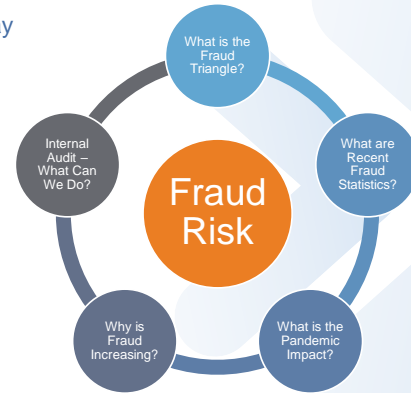 ay
What is the
Fraud
Triangle?
What are
Recent
Fraud
Statistics?
What is the
Pandemic
Impact?
Why is
Fraud
Increasing?
Internal
Audit –
What Can
We Do?
Fraud
Risk